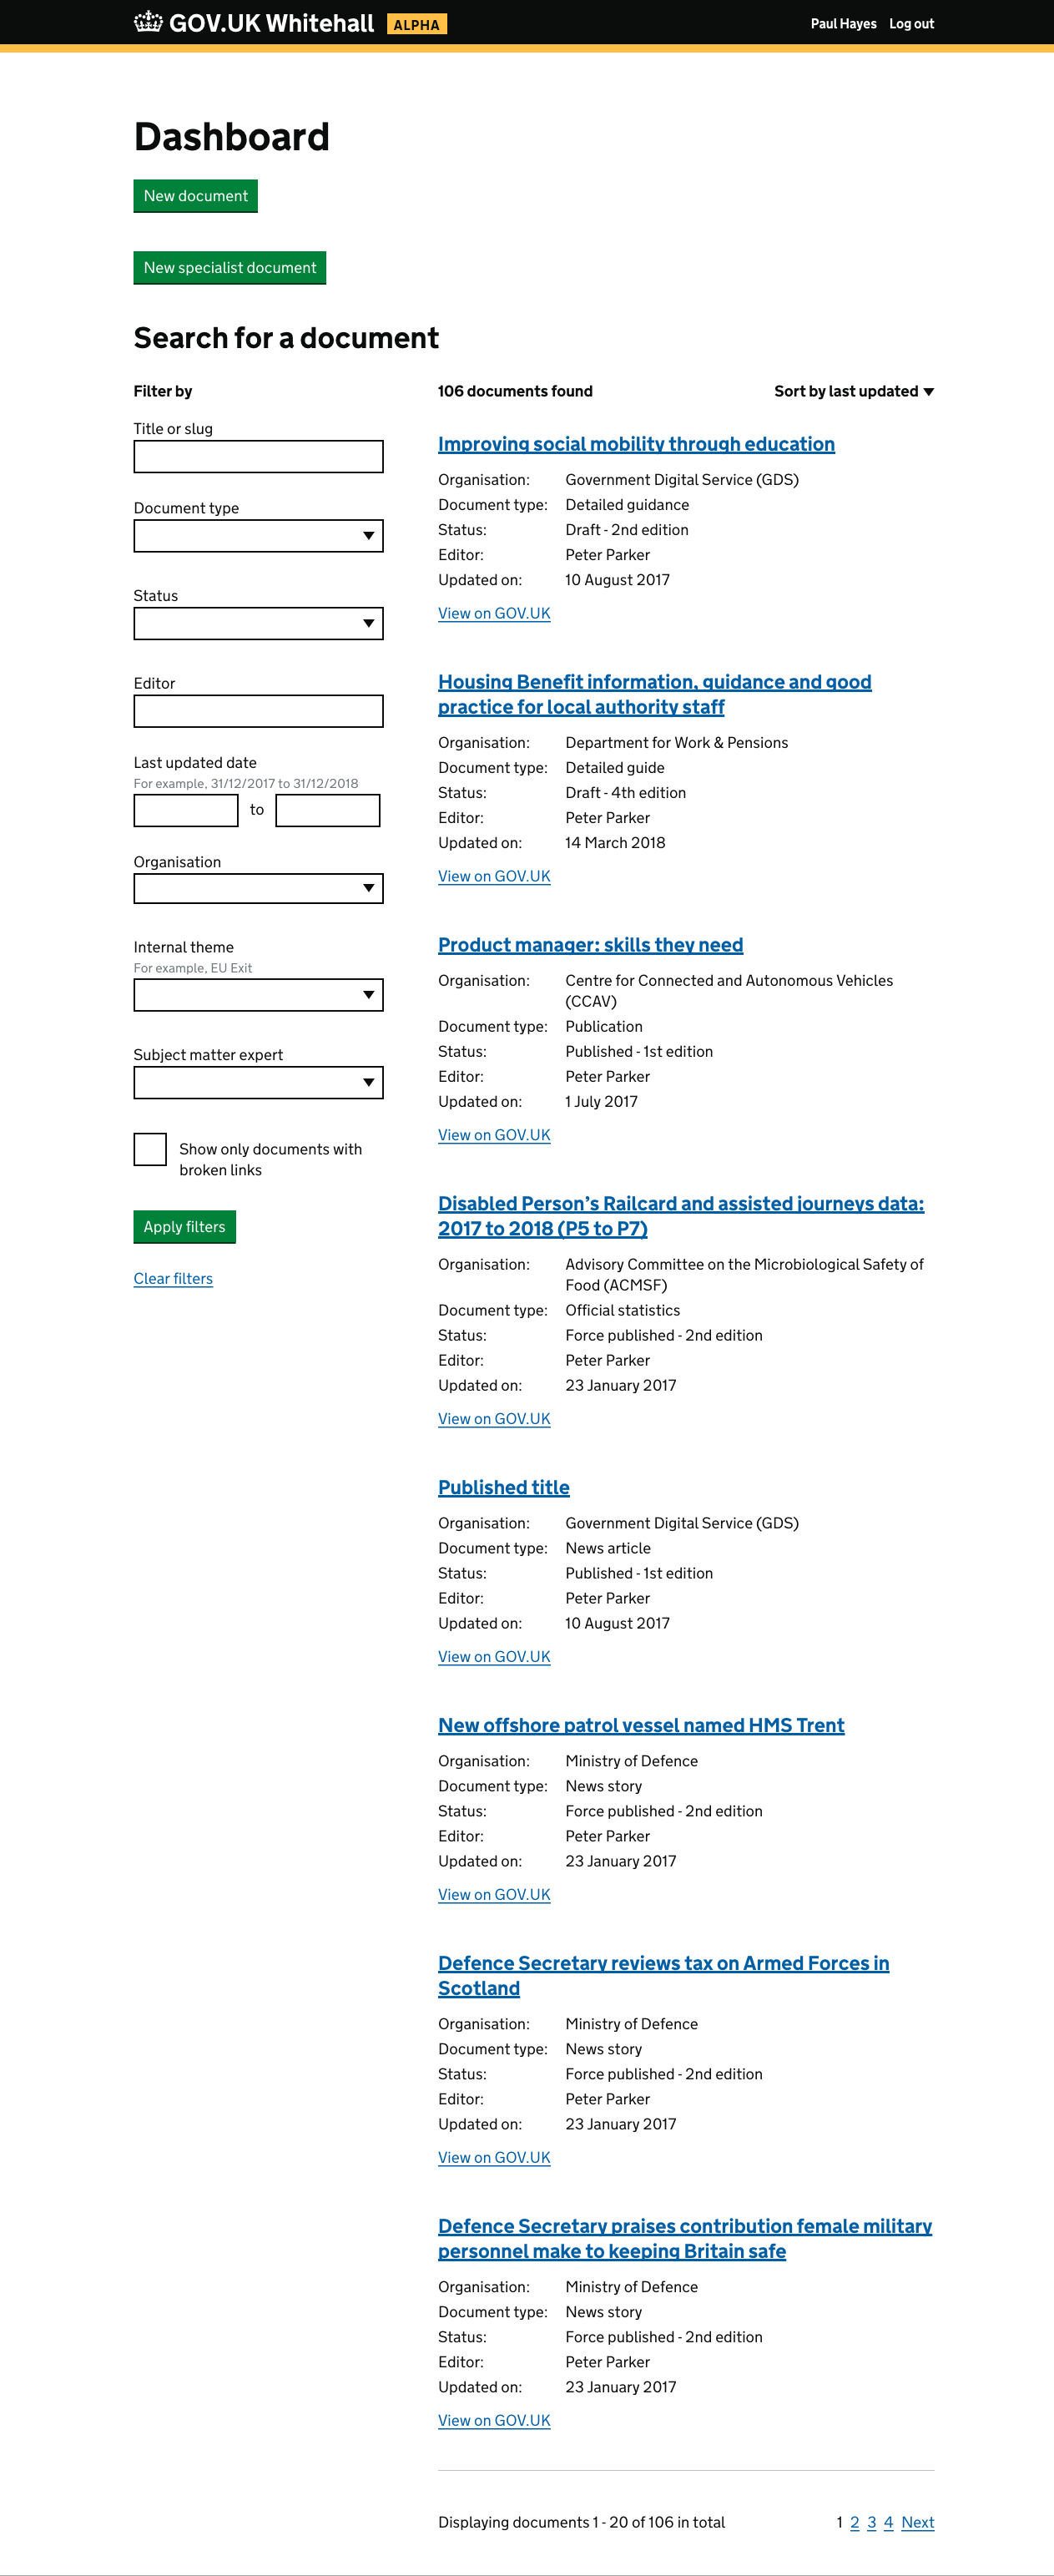 GOV.UK Whitehall ALPHA
Paul Hayes Log out
Dashboard
New document
New specialist document
Search for a document
Filter by
Title or slug
Document type
Status
Editor
Last updated date
For example, 31/12/2017 to 31/12/2018
to
Organisation
Internal theme
For example, EU Exit
Subject matter expert
Show only documents with
broken links
Apply filters
Clear filters
106 documents found
Sort by last updated
Improving social mobility through education
Organisation: Government Digital Service (GDS)
Document type: Detailed guidance
Status: Draft - 2nd edition
Editor: Peter Parker
Updated on: 10 August 2017
View on GOV.UK
Housing Benefit information, guidance and good
practice for local authority staff
Organisation: Department for Work & Pensions
Document type: Detailed guide
Status: Draft - 4th edition
Editor: Peter Parker
Updated on: 14 March 2018
View on GOV.UK
Product manager: skills they need
Organisation: Centre for Connected and Autonomous Vehicles
(CCAV)
Document type: Publication
Status: Published - 1st edition
Editor: Peter Parker
Updated on: 1 July 2017
View on GOV.UK
Disabled Person’s Railcard and assisted journeys data:
2017 to 2018 (P5 to P7)
Organisation: Advisory Committee on the Microbiological Safety of
Food (ACMSF)
Document type: Official statistics
Status: Force published - 2nd edition
Editor: Peter Parker
Updated on: 23 January 2017
View on GOV.UK
Published title
Organisation: Government Digital Service (GDS)
Document type: News article
Status: Published - 1st edition
Editor: Peter Parker
Updated on: 10 August 2017
View on GOV.UK
New offshore patrol vessel named HMS Trent
Organisation: Ministry of Defence
Document type: News story
Status: Force published - 2nd edition
Editor: Peter Parker
Updated on: 23 January 2017
View on GOV.UK
Defence Secretary reviews tax on Armed Forces in
Scotland
Organisation: Ministry of Defence
Document type: News story
Status: Force published - 2nd edition
Editor: Peter Parker
Updated on: 23 January 2017
View on GOV.UK
Defence Secretary praises contribution female military
personnel make to keeping Britain safe
Organisation: Ministry of Defence
Document type: News story
Status: Force published - 2nd edition
Editor: Peter Parker
Updated on: 23 January 2017
View on GOV.UK
Displaying documents 1 - 20 of 106 in total
1 2 3 4 Next